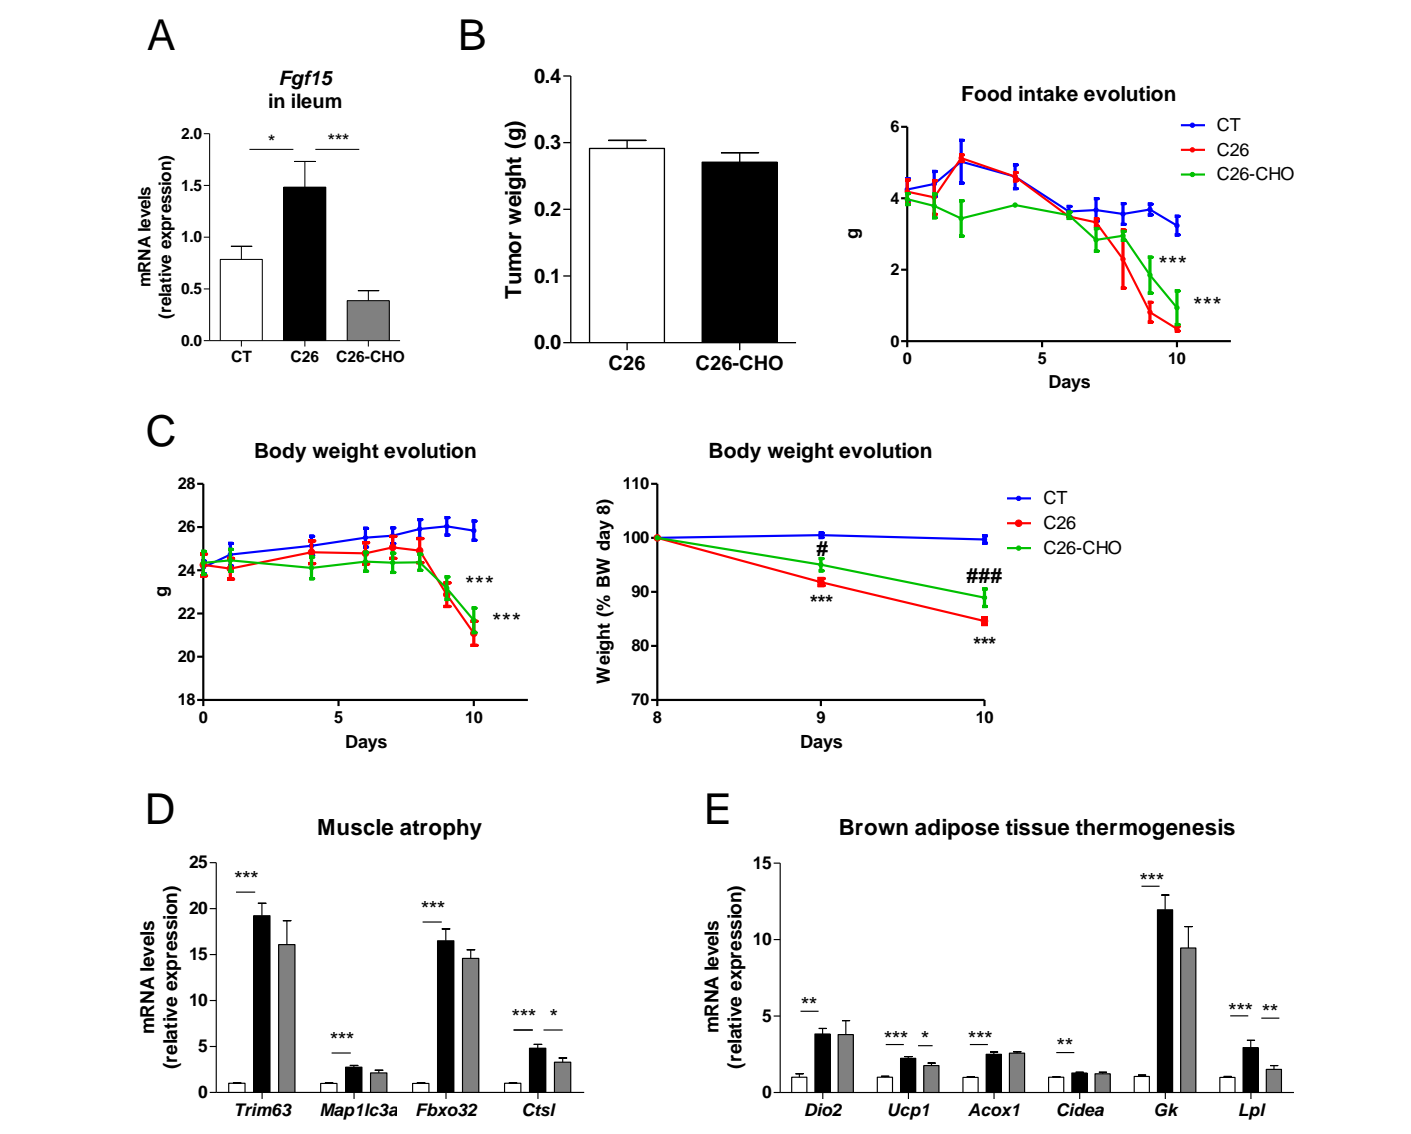 A
Fgf15
in ileum
mRNA levels
(relative expression)
2.0
1.5
1.0
0.5
0.0
*
***
CT
C26
C26-CHO
B
Tumor weight (g)
0.4
0.3
0.2
0.1
0.0
C26
C26-CHO
Food intake evolution
g
6
4
2
0
0
5
10
Days
CT
C26
C26-CHO
***
***
C
Body weight evolution
g
28
26
24
22
20
18
0
5
10
Days
***
***
Body weight evolution
Weight (% BW day 8)
110
100
90
80
70
8
9
10
Days
#
***
###
***
CT
C26
C26-CHO
D
Muscle atrophy
mRNA levels
(relative expression)
25
20
15
10
5
0
***
***
***
***
*
Trim63
Map1lc3a
Fbxo32
Ctsl
E
Brown adipose tissue thermogenesis
mRNA levels
(relative expression)
15
10
5
0
**
***
*
***
**
***
***
**
Dio2
Ucp1
Acox1
Cidea
Gk
Lpl